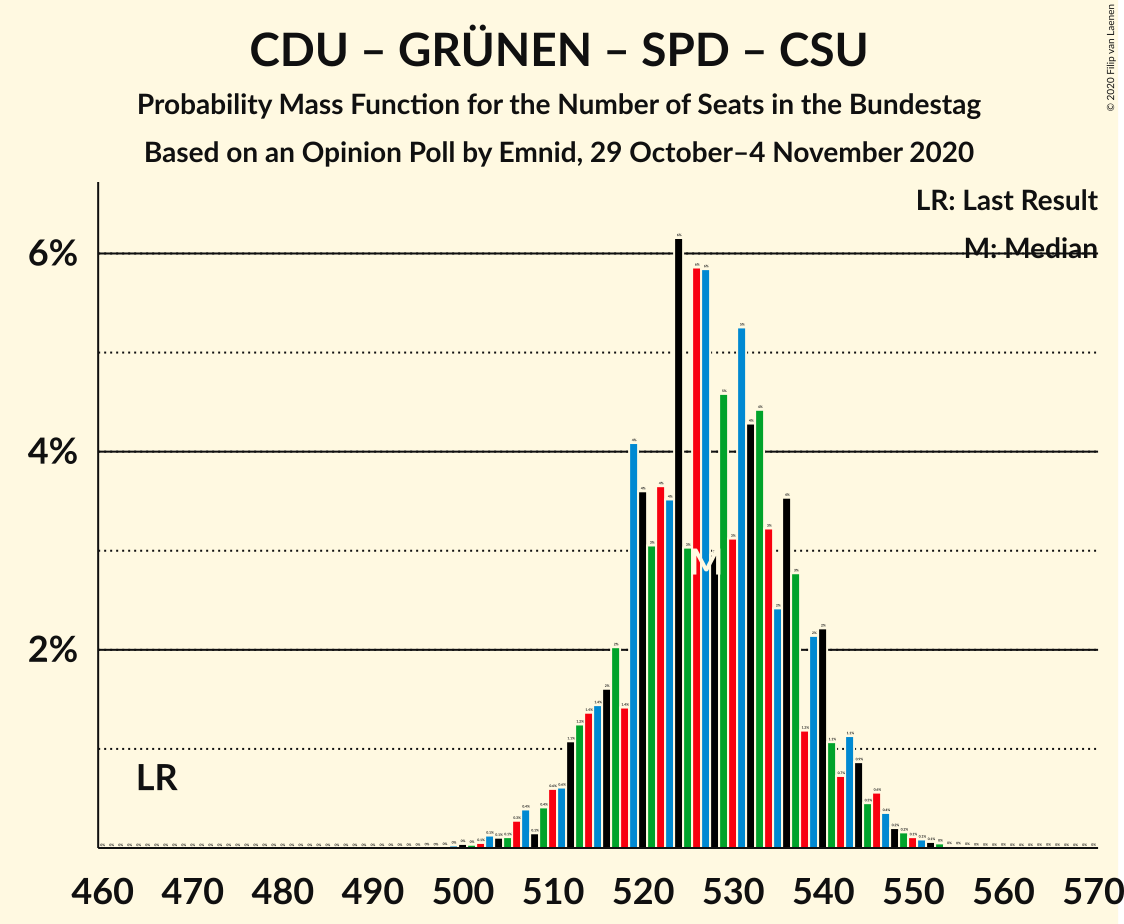 CDU – GRÜNEN – SPD – CSU
Probability Mass Function for the Number of Seats in the Bundestag
Based on an Opinion Poll by Emnid, 29 October–4 November 2020
© 2020 Filip van Laenen
LR: Last Result
M: Median
6%
4%
2%
LR
M
460 470 480 490 500 510 520 530 540 550 560 570